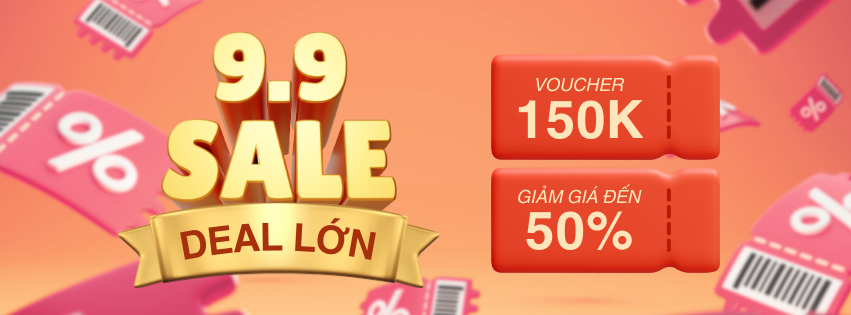 9.9
SALE
DEAL LỚN
VOUCHER
150K
GIẢM GIÁ ĐẾN
50%
%
%
%
%